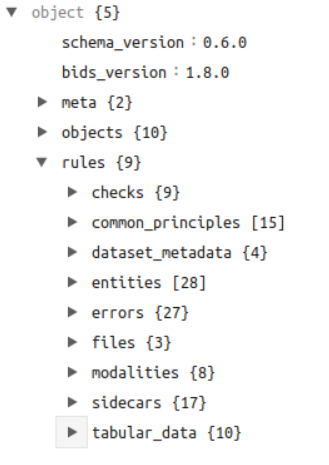 object {5}
schema_version : 0.6.0
bids_version : 1.8.0
meta {2}
objects {10}
rules {9}
checks {9}
common_principles [15]
dataset_metadata {4}
entities [28]
errors {27}
files {3}
modalities {8}
sidecars {17}
tabular_data {10}